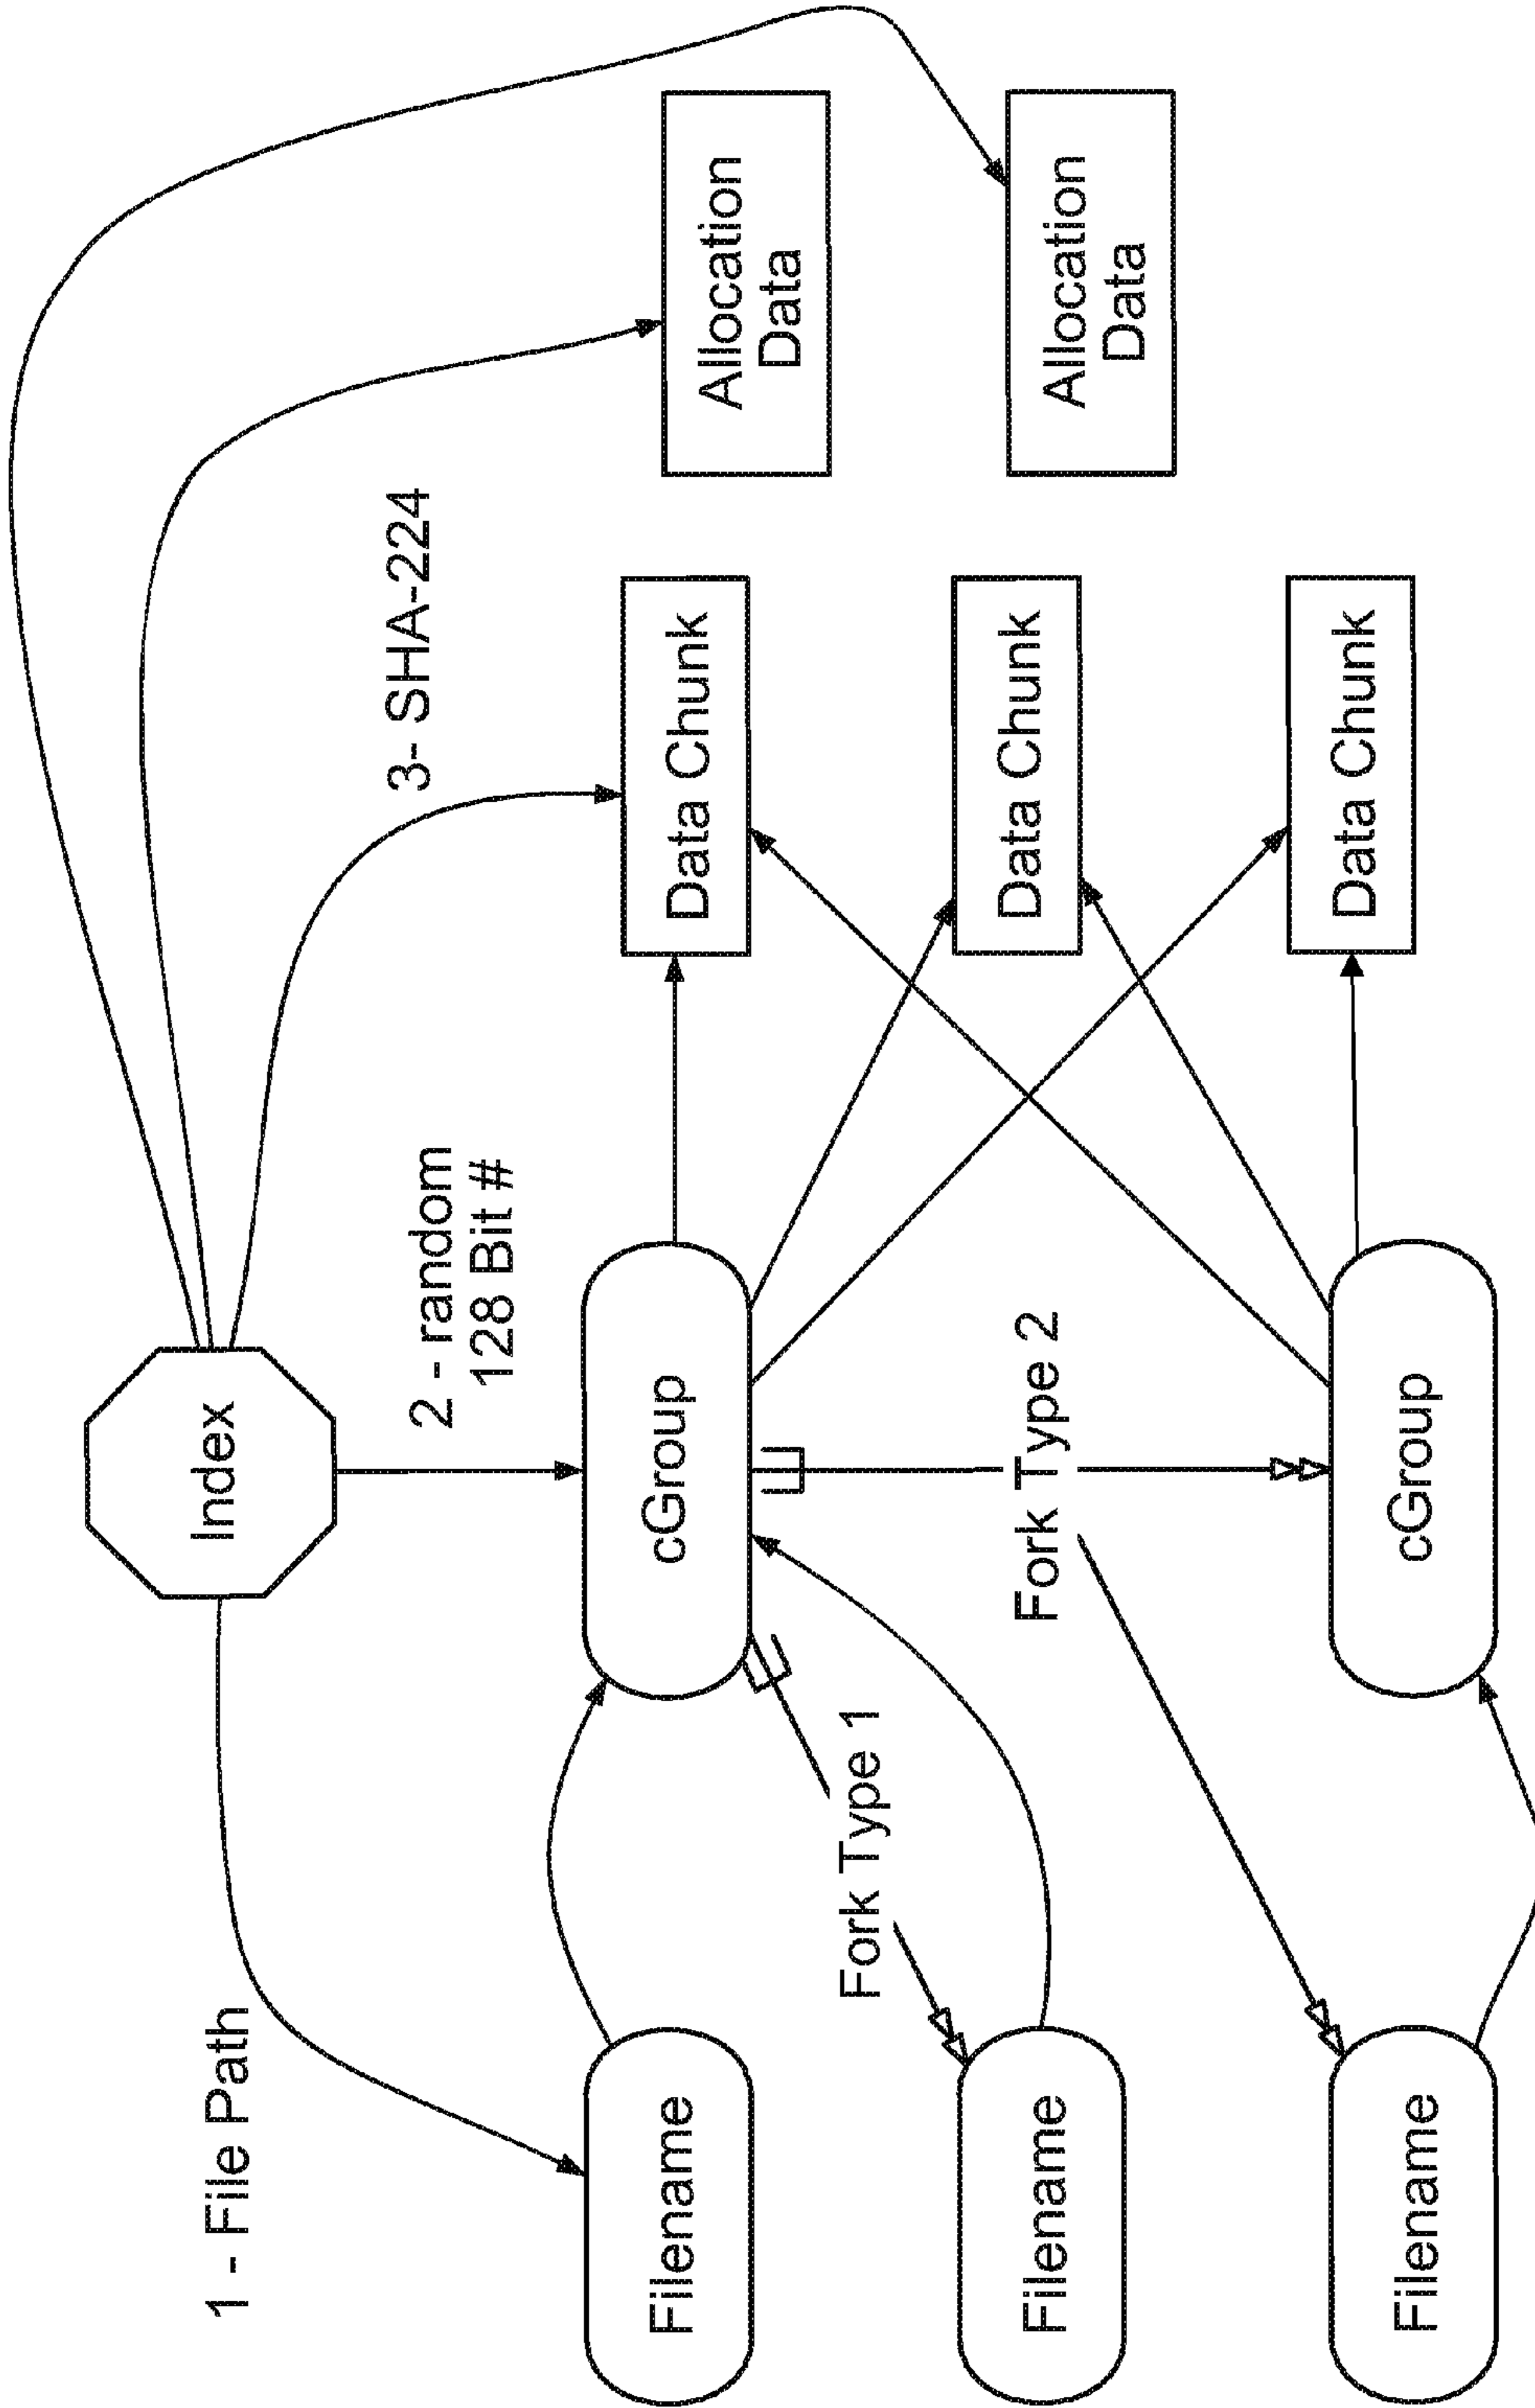 Index
1 - File Path
2 - random
128 Bit #
3- SHA-224
Filename
cGroup
Data Chunk
Allocation
Data
Fork Type 1
Filename
Fork Type 2
Data Chunk
Allocation
Data
Filename
cGroup
Data Chunk